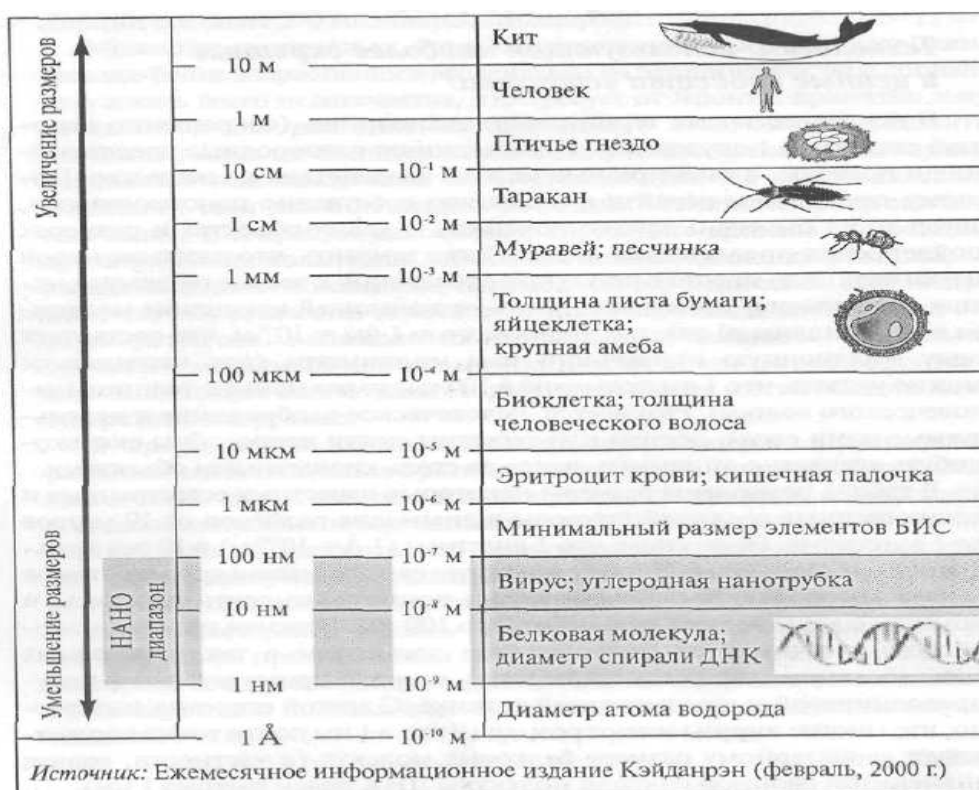 Увеличение размеров
Уменьшение размеров
НАНО
диапазон
Кит
10 м
Человек
1 м
Птичье гнездо
10 см 10⁻¹ м
Таракан
1 см 10⁻² м
Муравей; песчинка
1 мм 10⁻³ м
Толщина листа бумаги;
яйцеклетка;
крупная амеба
100 мкм 10⁻⁴ м
Биоклетка; толщина
человеческого волоса
10 мкм 10⁻⁵ м
Эритроцит крови; кишечная палочка
1 мкм 10⁻⁶ м
Минимальный размер элементов БИС
100 нм 10⁻⁷ м
Вирус; углеродная нанотрубка
10 нм 10⁻⁸ м
Белковая молекула;
диаметр спирали ДНК
1 нм 10⁻⁹ м
Диаметр атома водорода
1 Å 10⁻¹⁰ м
Источник: Ежемесячное информационное издание Кэйданрэн (февраль, 2000 г.)